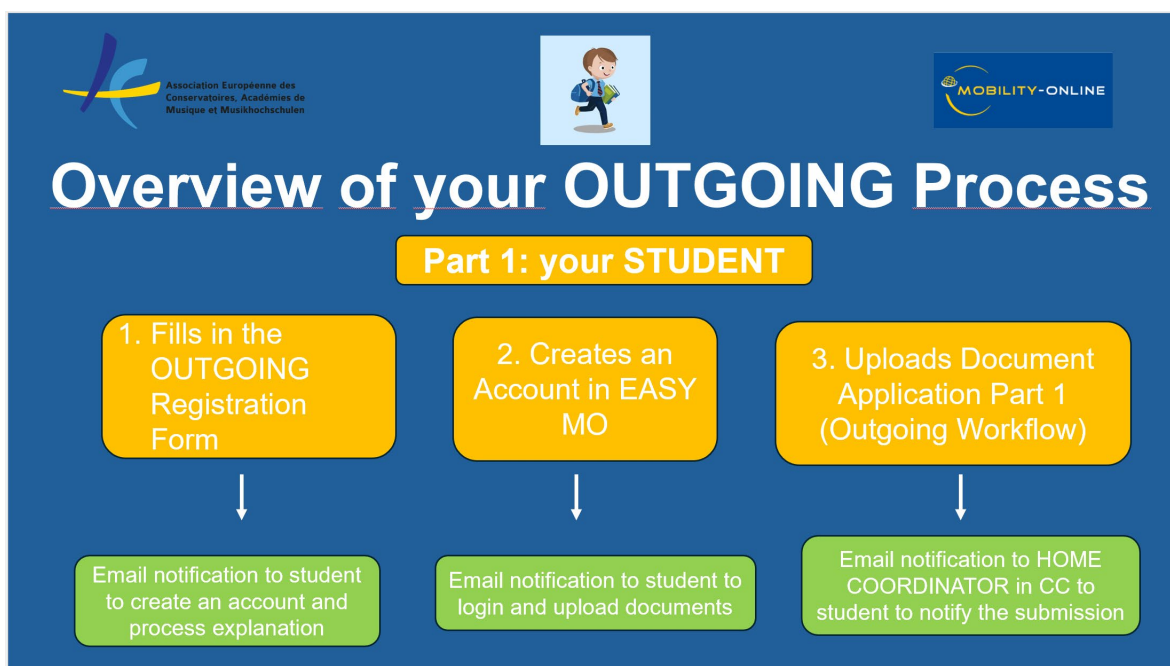 Association Européenne des
Conservatoires, Académies de
Musique et Musikhochschulen
MOBILITY-ONLINE
Overview of your OUTGOING Process
Part 1: your STUDENT
1. Fills in the
OUTGOING
Registration
Form
2. Creates an
Account in EASY
MO
3. Uploads Document
Application Part 1
(Outgoing Workflow)
Email notification to student
to create an account and
process explanation
Email notification to student to
login and upload documents
Email notification to HOME
COORDINATOR in CC to
student to notify the submission